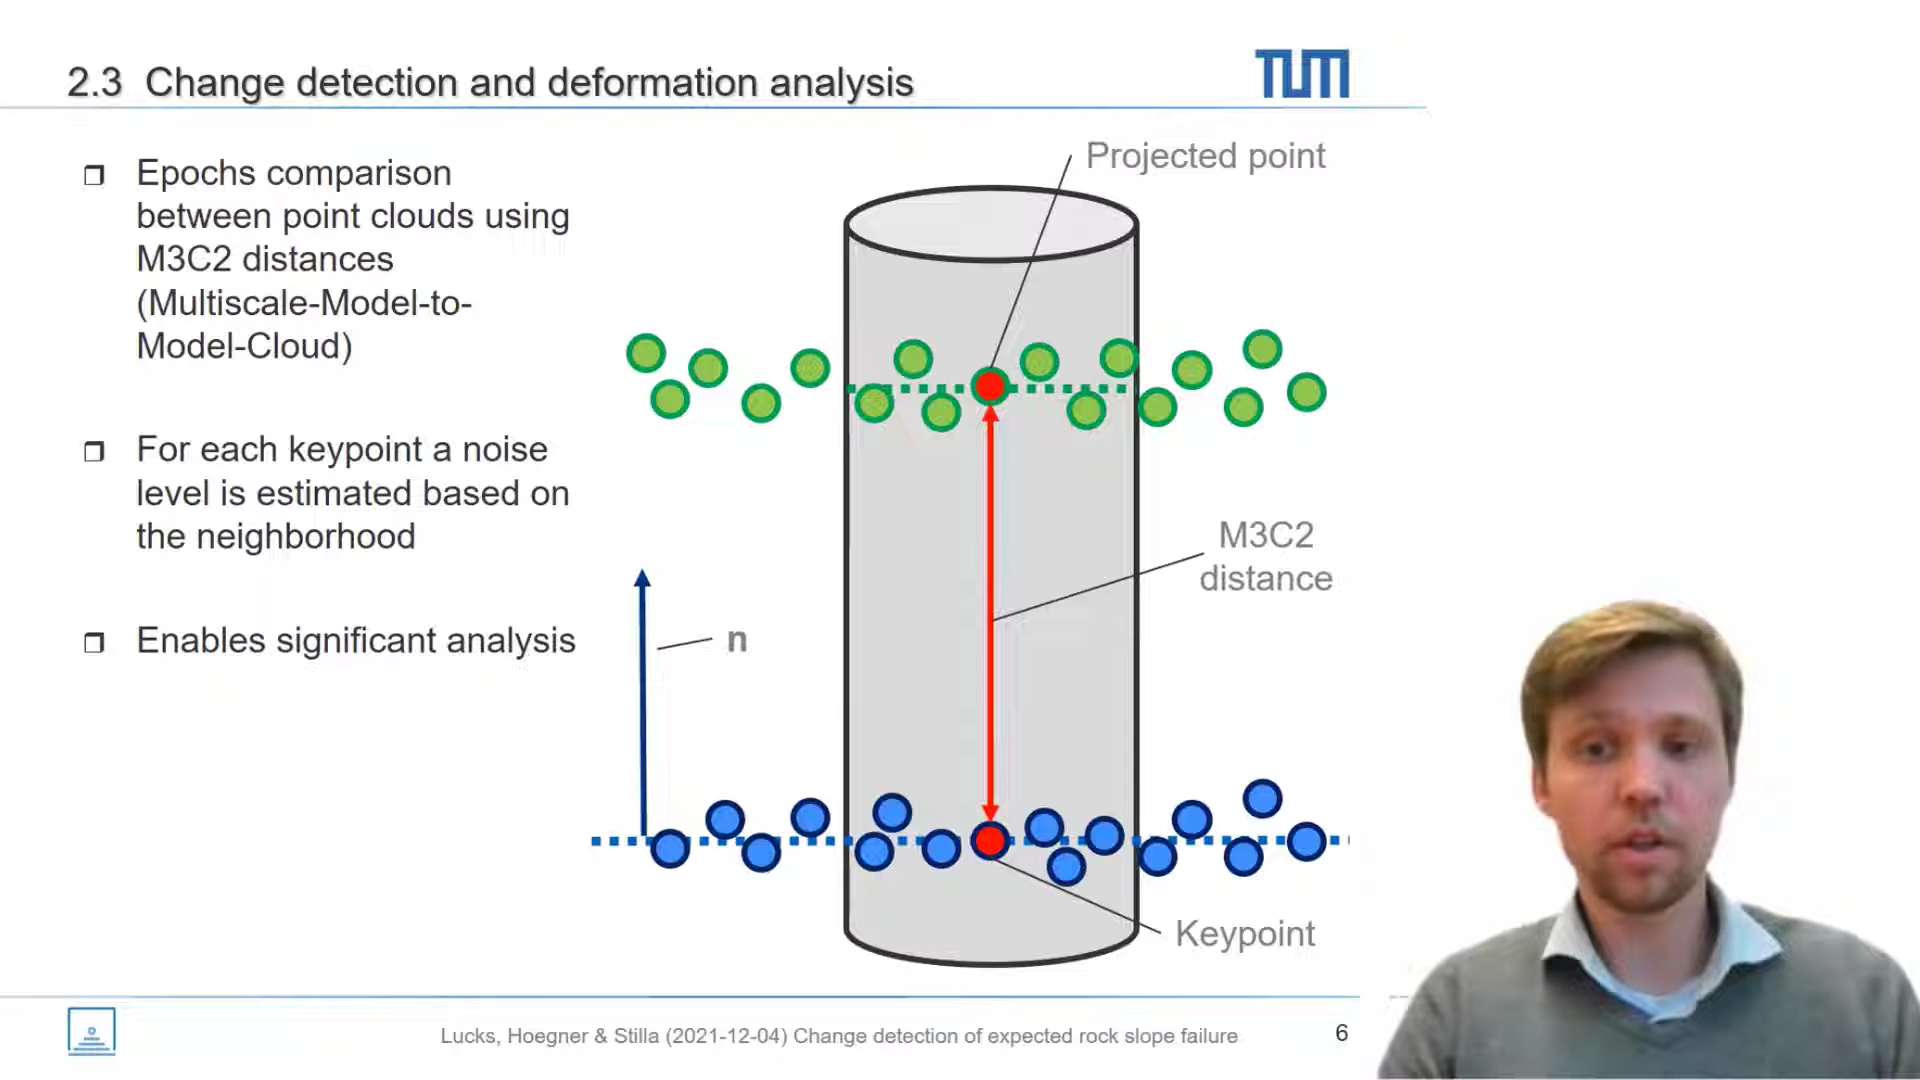 2.3 Change detection and deformation analysis
TUM
Epochs comparison
between point clouds using
M3C2 distances
(Multiscale-Model-to-
Model-Cloud)
For each keypoint a noise
level is estimated based on
the neighborhood
Enables significant analysis
Projected point
M3C2
distance
n
Keypoint
Lucks, Hoegner & Stilla (2021-12-04) Change detection of expected rock slope failure
6